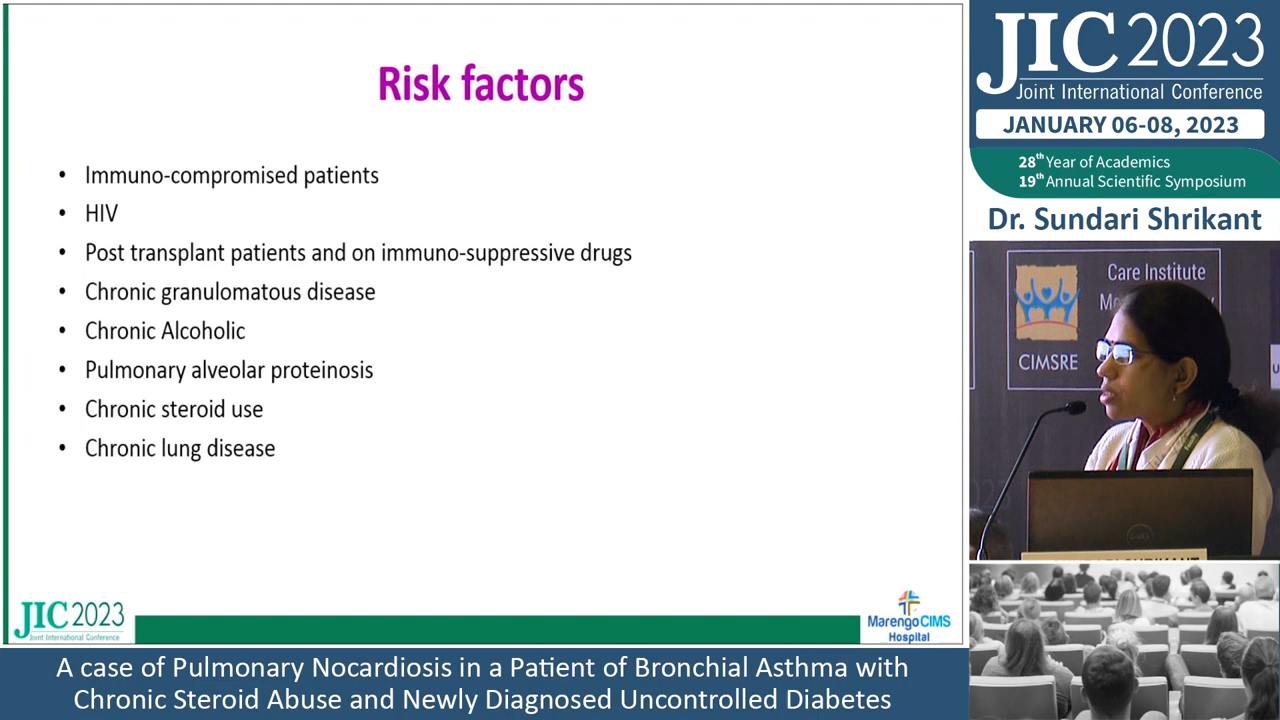 Risk factors
• Immuno-compromised patients
• HIV
• Post transplant patients and on immuno-suppressive drugs
• Chronic granulomatous disease
• Chronic Alcoholic
• Pulmonary alveolar proteinosis
• Chronic steroid use
• Chronic lung disease
JIC 2023
Joint International Conference
MarengoCIMS
Hospital
A case of Pulmonary Nocardiosis in a Patient of Bronchial Asthma with
Chronic Steroid Abuse and Newly Diagnosed Uncontrolled Diabetes
JIC 2023
Joint International Conference
JANUARY 06-08, 2023
28th Year of Academics
19th Annual Scientific Symposium
Dr. Sundari Shrikant
Care Institute
CIMSRE